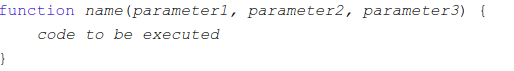 function name(parameter1, parameter2, parameter3) {
    code to be executed
}